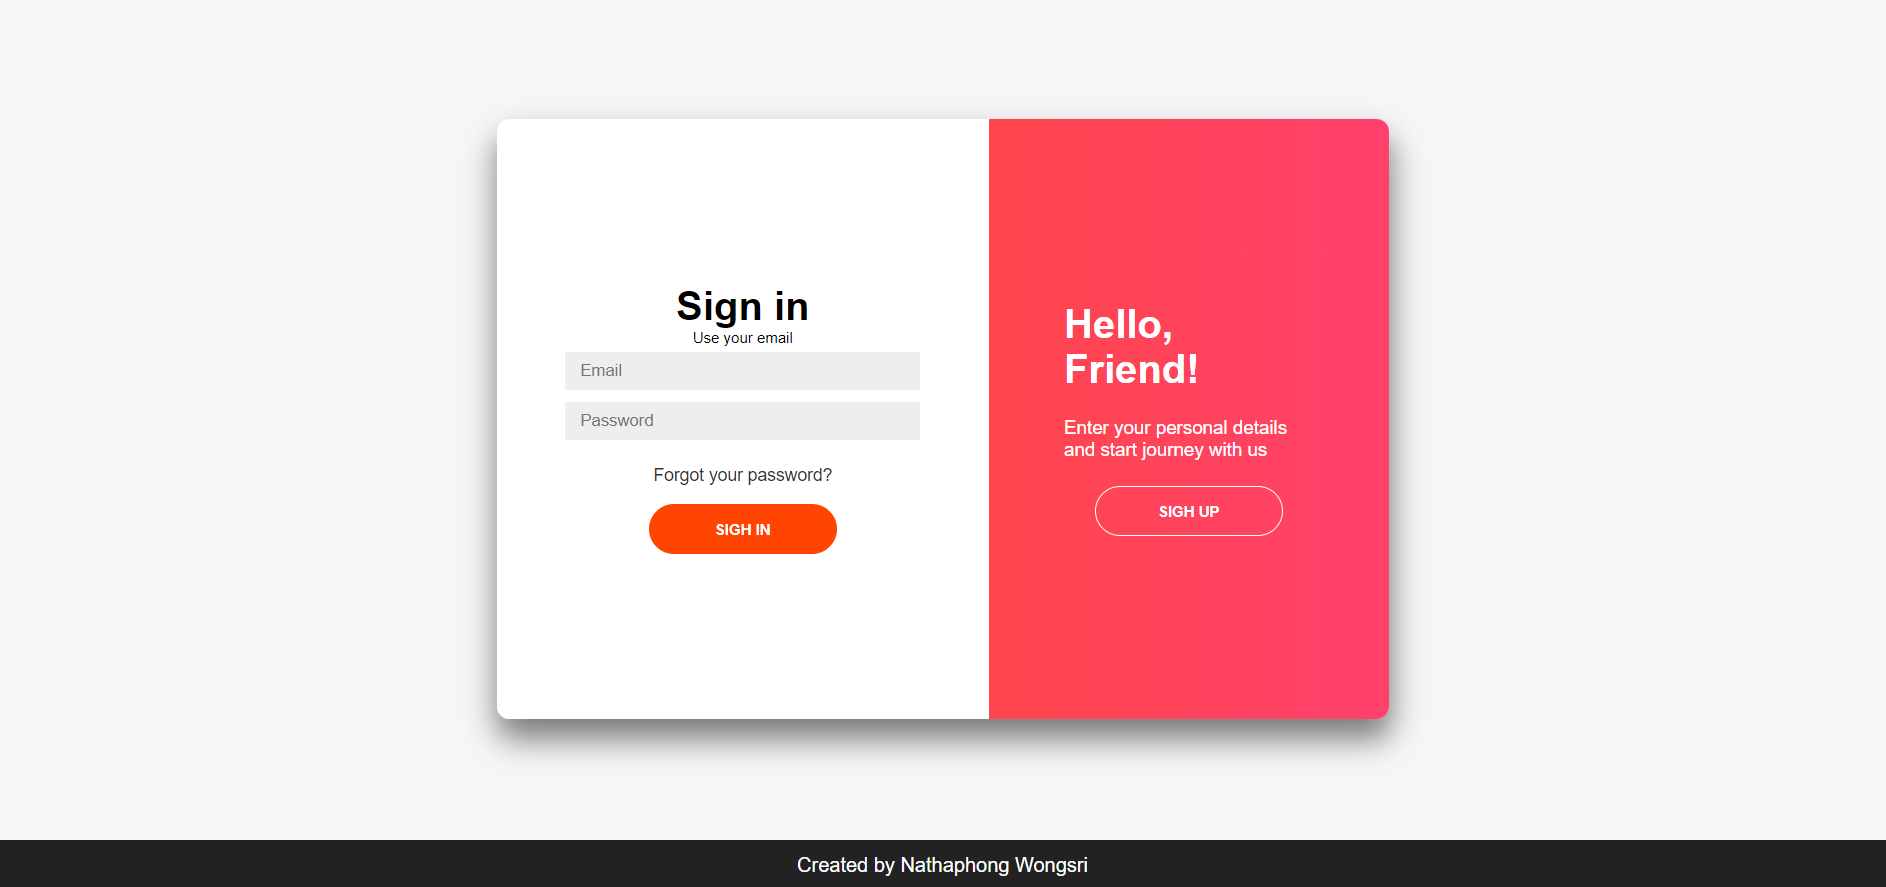 Sign in
Use your email
Email
Password
Forgot your password?
SIGH IN
Hello,
Friend!
Enter your personal details
and start journey with us
SIGH UP
Created by Nathaphong Wongsri